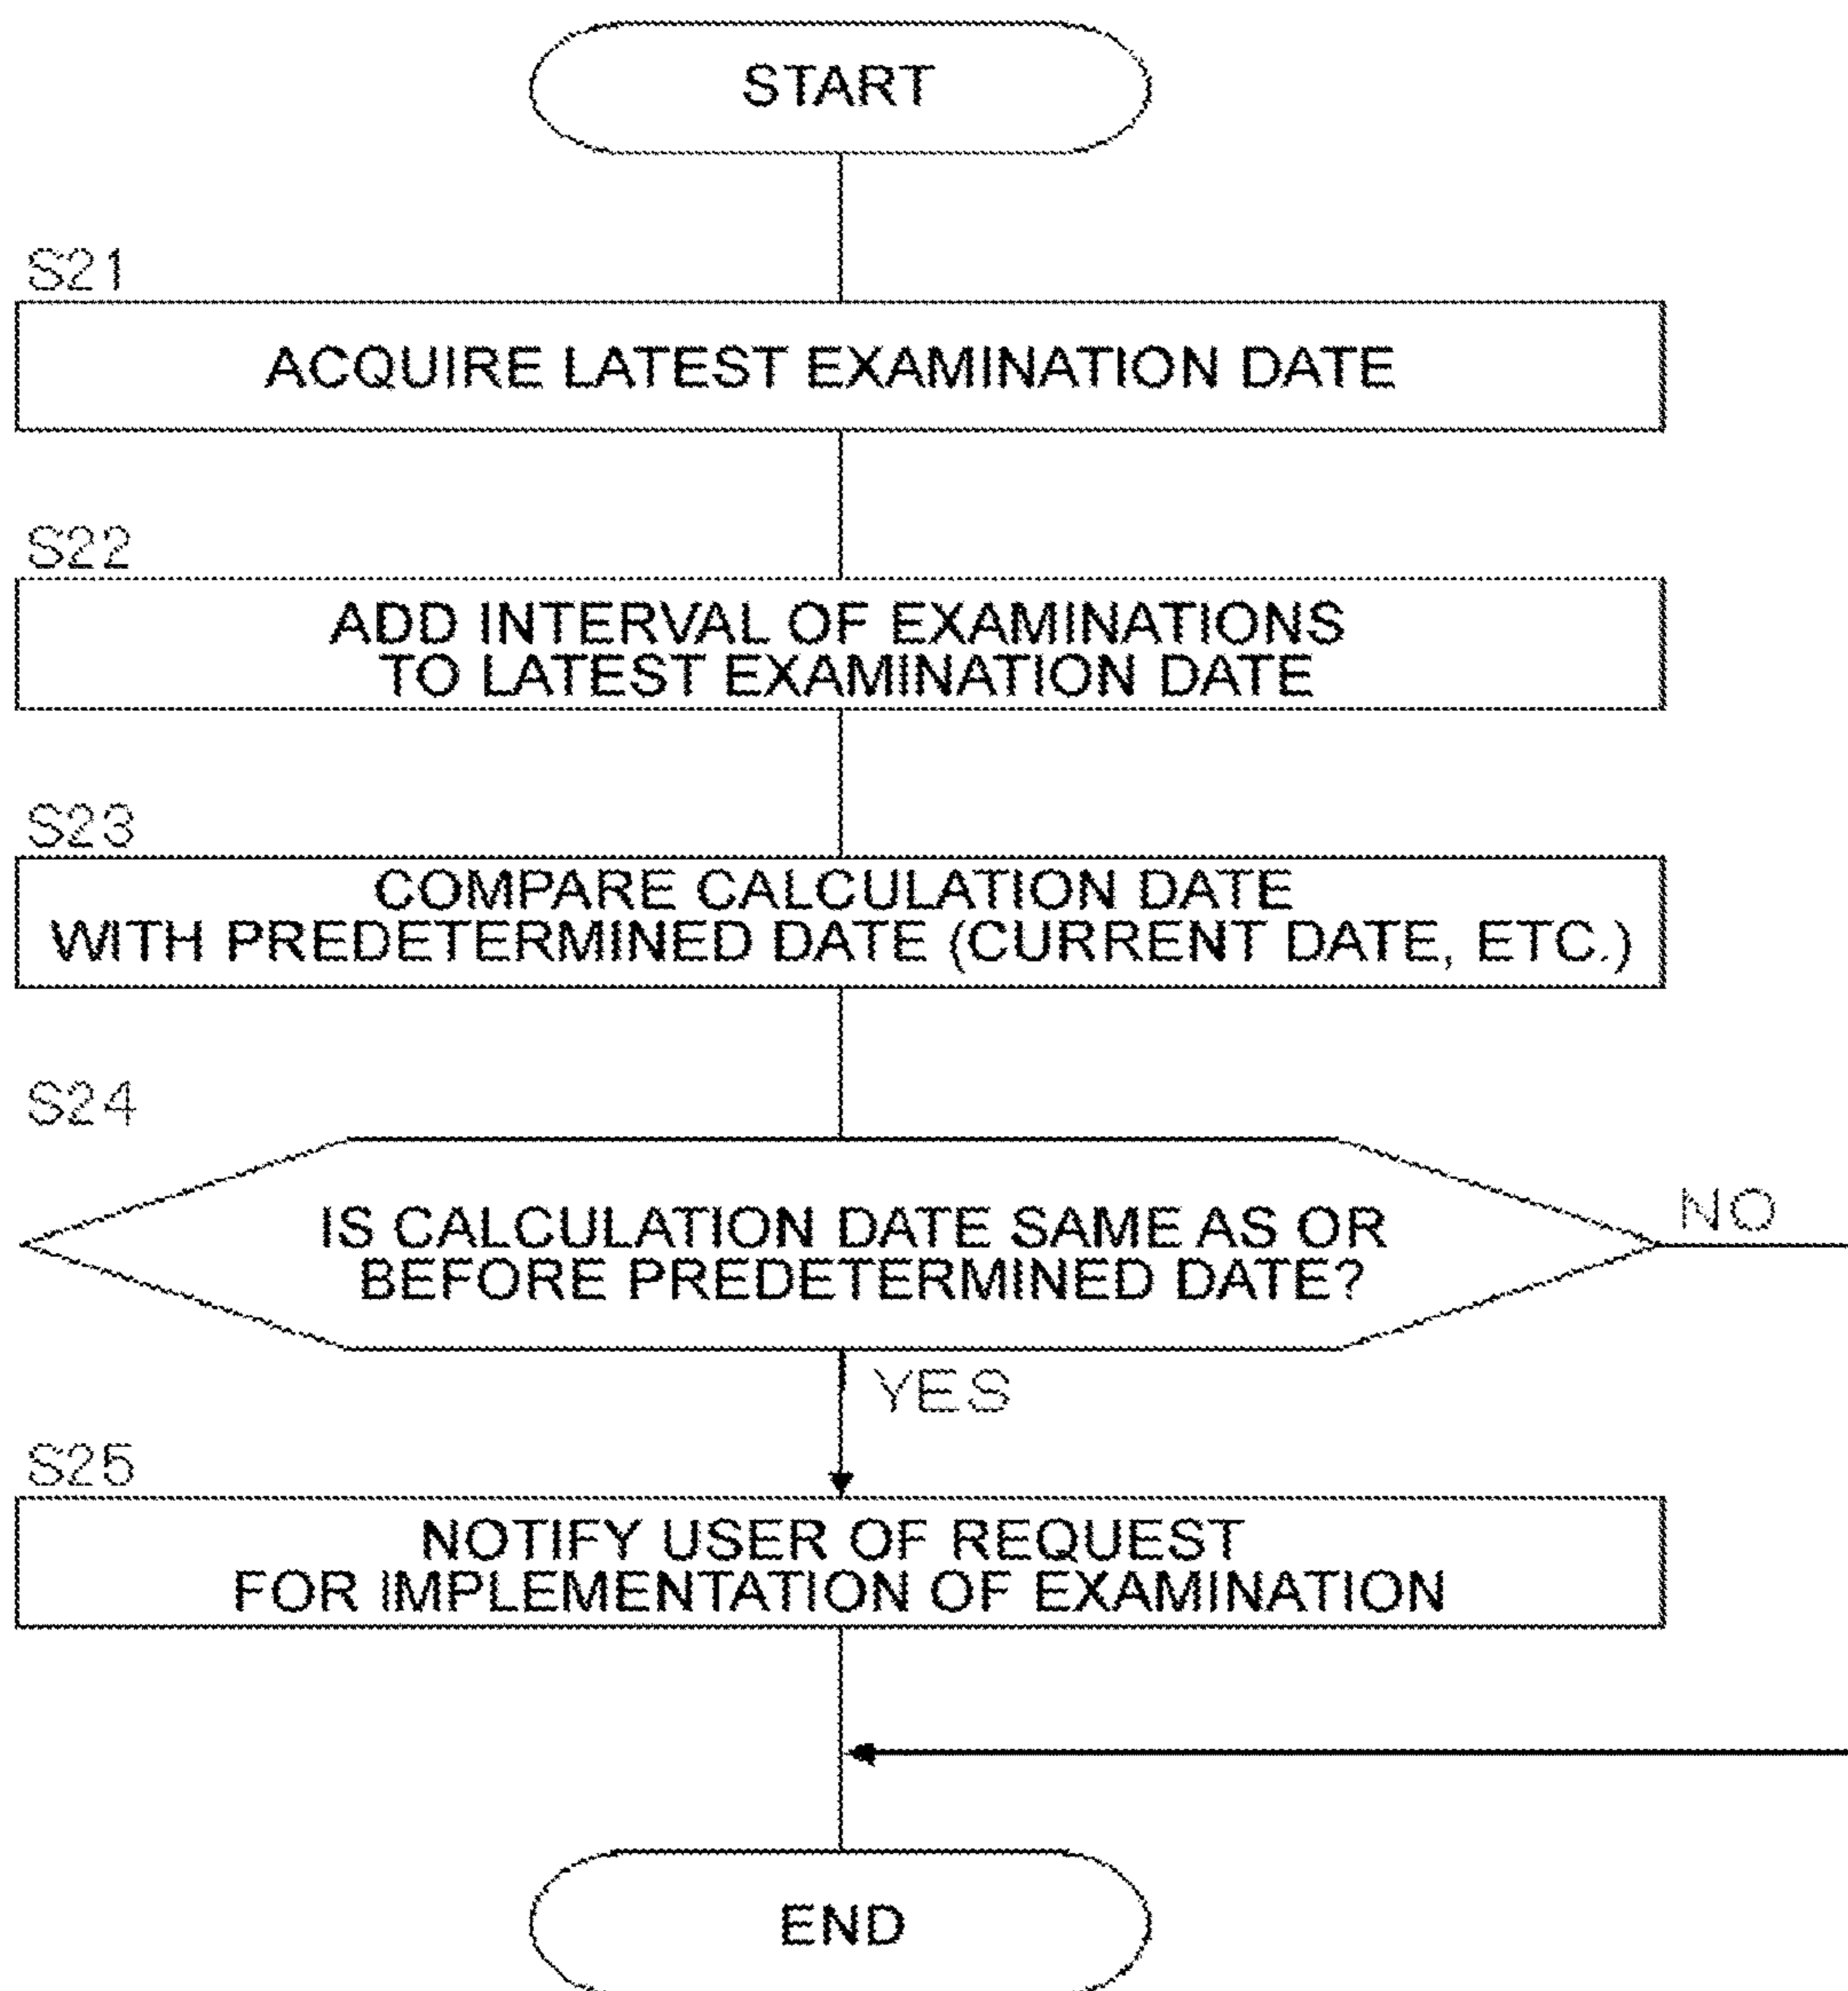 START
S21
ACQUIRE LATEST EXAMINATION DATE
S22
ADD INTERVAL OF EXAMINATIONS
TO LATEST EXAMINATION DATE
S23
COMPARE CALCULATION DATE
WITH PREDETERMINED DATE (CURRENT DATE, ETC.)
S24
IS CALCULATION DATE SAME AS OR
BEFORE PREDETERMINED DATE?
NO
YES
S25
NOTIFY USER OF REQUEST
FOR IMPLEMENTATION OF EXAMINATION
END